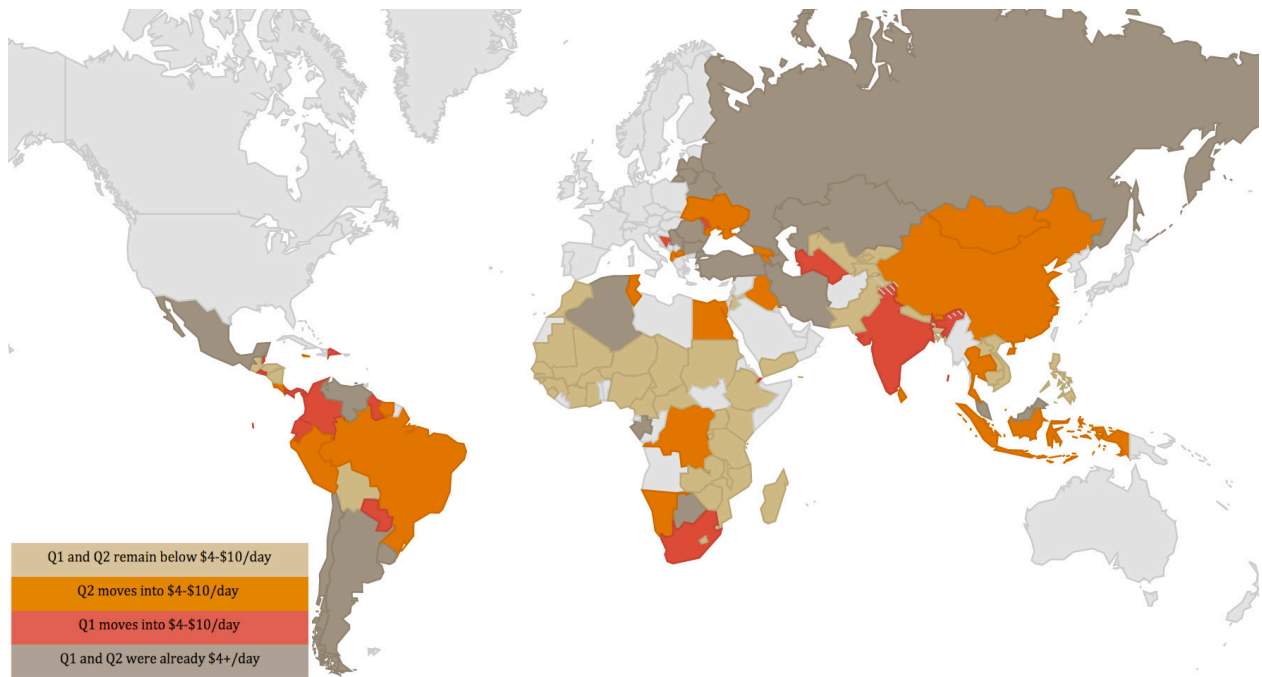 Q1 and Q2 remain below $4-$10/day
Q2 moves into $4-$10/day
Q1 moves into $4-$10/day
Q1 and Q2 were already $4+/day